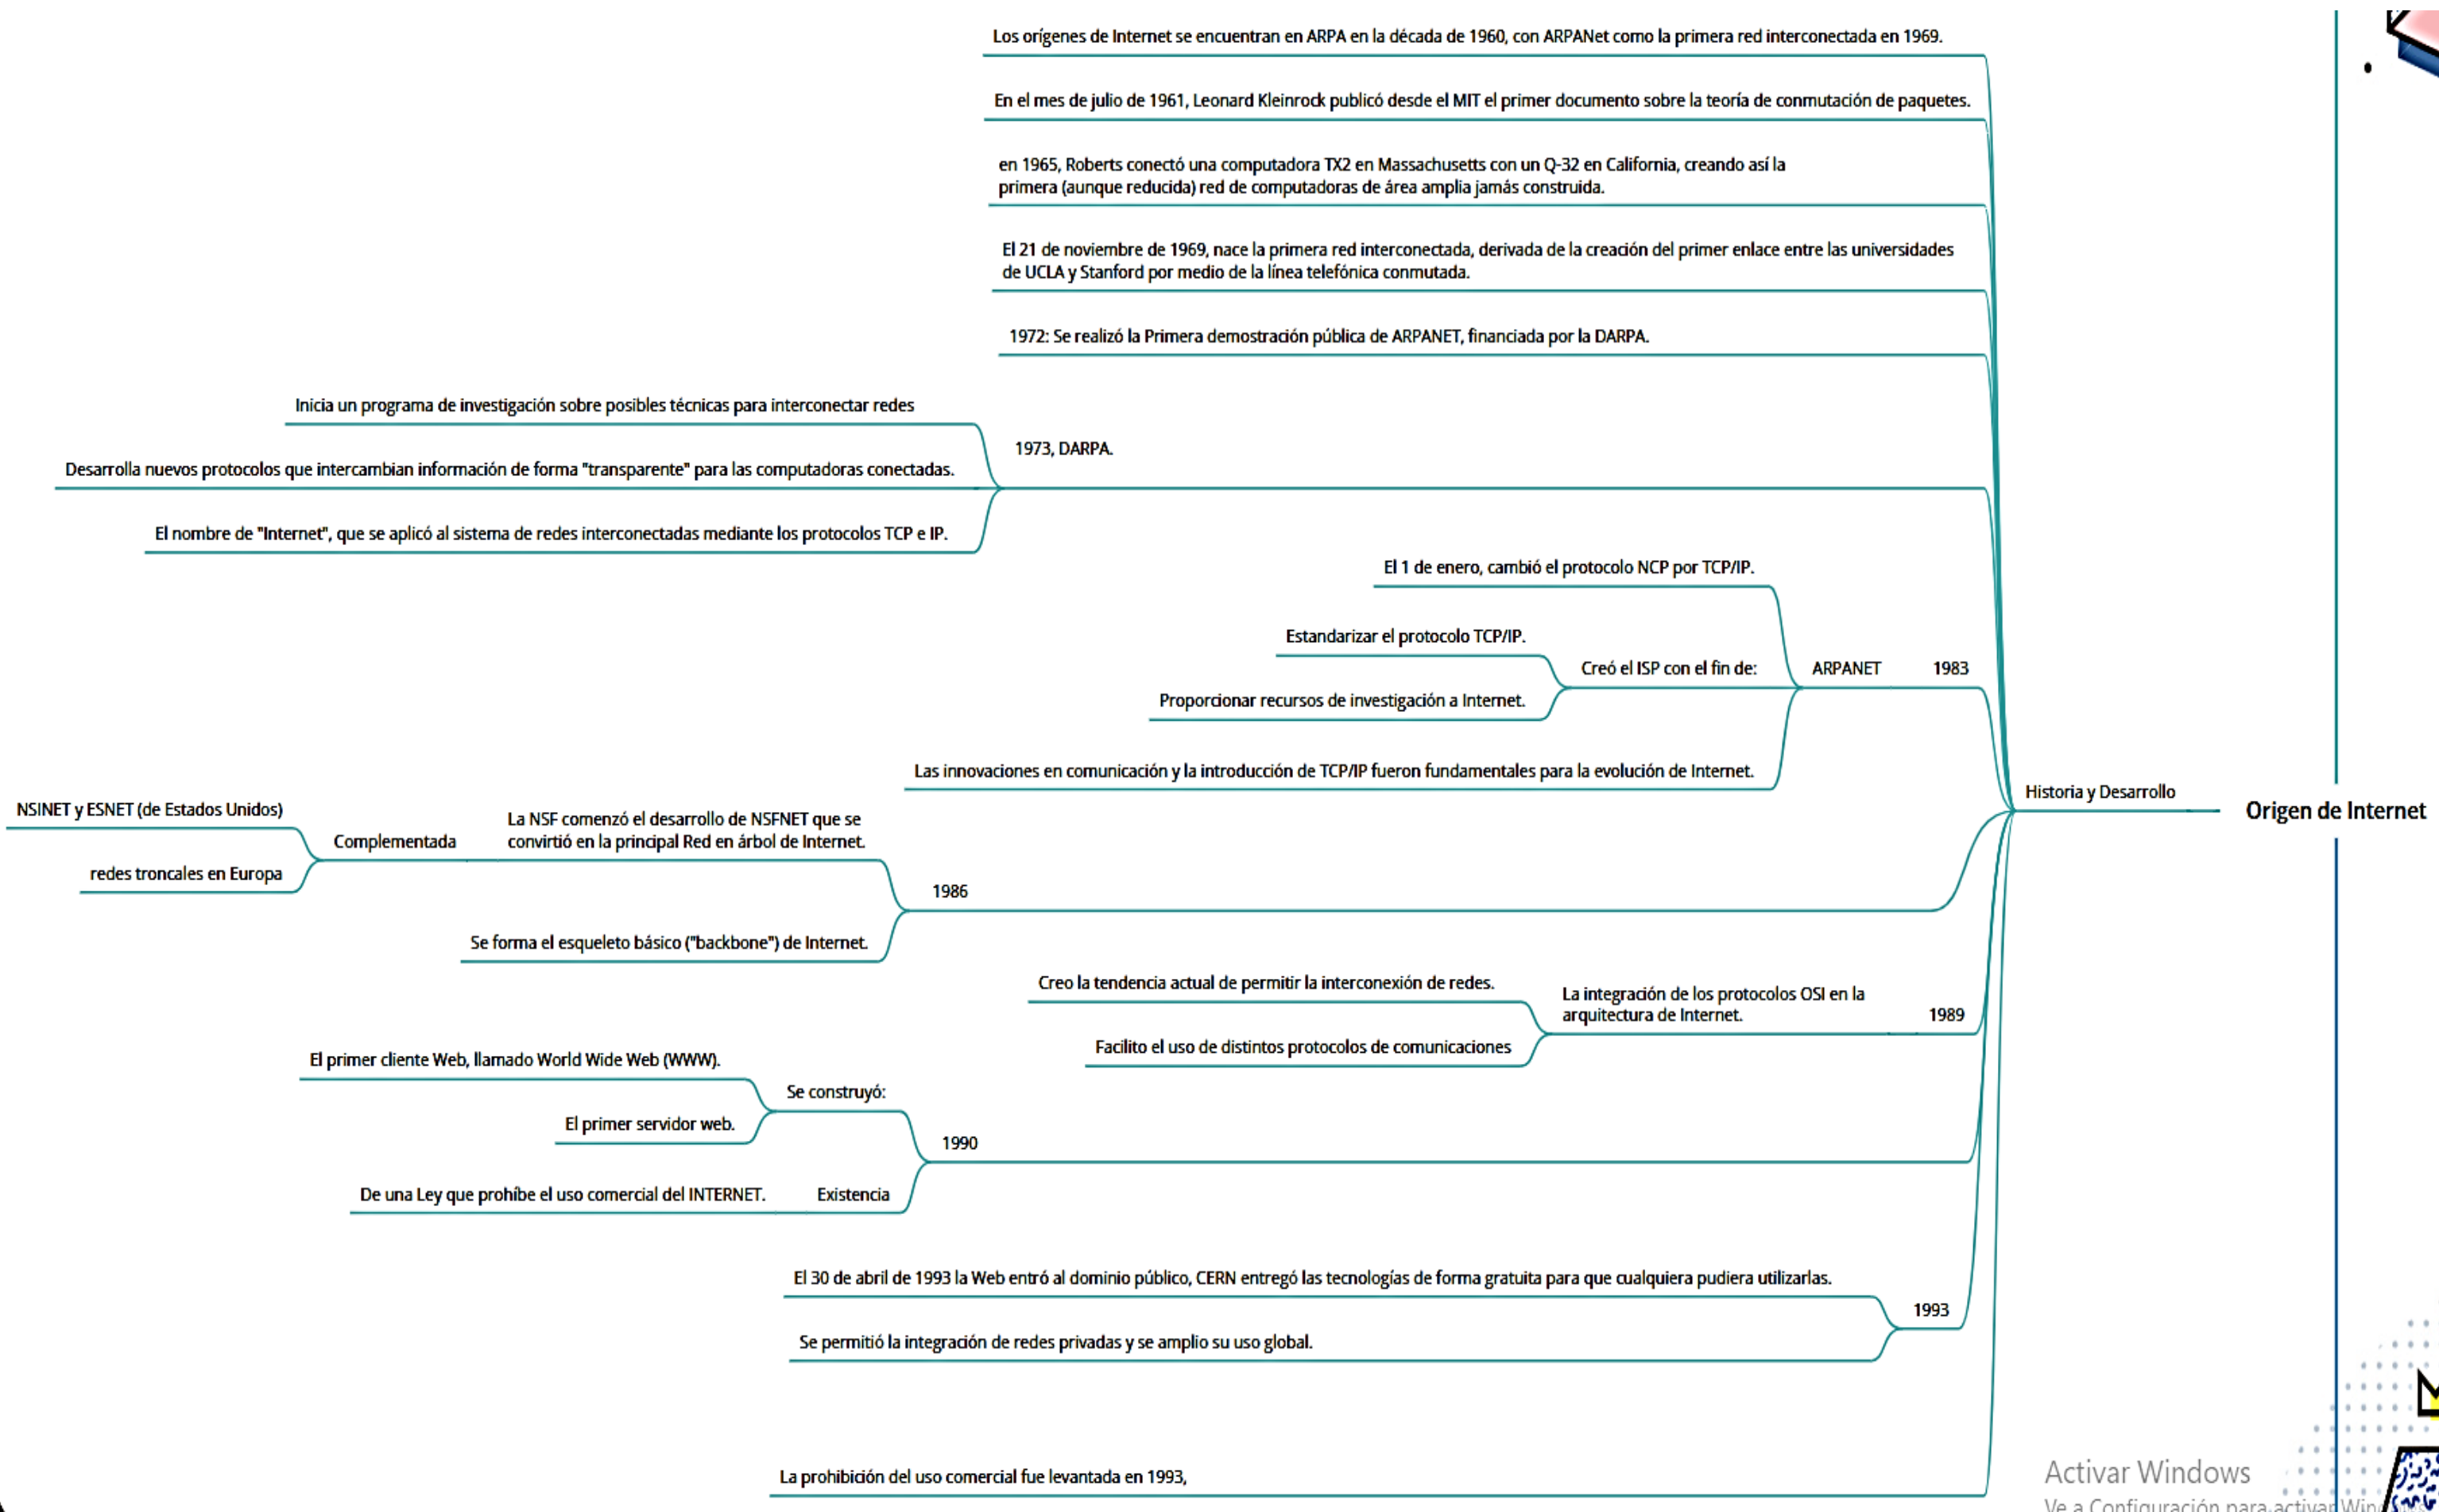 Los orígenes de Internet se encuentran en ARPA en la década de 1960, con ARPANet como la primera red interconectada en 1969.
En el mes de julio de 1961, Leonard Kleinrock publicó desde el MIT el primer documento sobre la teoría de conmutación de paquetes.
en 1965, Roberts conectó una computadora TX2 en Massachusetts con un Q-32 en California, creando así la
primera (aunque reducida) red de computadoras de área amplia jamás construida.
El 21 de noviembre de 1969, nace la primera red interconectada, derivada de la creación del primer enlace entre las universidades
de UCLA y Stanford por medio de la línea telefónica conmutada.
1972: Se realizó la Primera demostración pública de ARPANET, financiada por la DARPA.
Inicia un programa de investigación sobre posibles técnicas para interconectar redes
1973, DARPA.
Desarrolla nuevos protocolos que intercambian información de forma "transparente" para las computadoras conectadas.
El nombre de "Internet", que se aplicó al sistema de redes interconectadas mediante los protocolos TCP e IP.
El 1 de enero, cambió el protocolo NCP por TCP/IP.
Estandarizar el protocolo TCP/IP.
Creó el ISP con el fin de:
ARPANET
1983
Proporcionar recursos de investigación a Internet.
Las innovaciones en comunicación y la introducción de TCP/IP fueron fundamentales para la evolución de Internet.
Historia y Desarrollo
Origen de Internet
NSINET y ESNET (de Estados Unidos)
Complementada
La NSF comenzó el desarrollo de NSFNET que se
convirtió en la principal Red en árbol de Internet.
redes troncales en Europa
1986
Se forma el esqueleto básico ("backbone") de Internet.
Creo la tendencia actual de permitir la interconexión de redes.
La integración de los protocolos OSI en la
arquitectura de Internet.
1989
Facilito el uso de distintos protocolos de comunicaciones
El primer cliente Web, llamado World Wide Web (WWW).
Se construyó:
El primer servidor web.
1990
De una Ley que prohíbe el uso comercial del INTERNET.
Existencia
El 30 de abril de 1993 la Web entró al dominio público, CERN entregó las tecnologías de forma gratuita para que cualquiera pudiera utilizarlas.
1993
Se permitió la integración de redes privadas y se amplio su uso global.
La prohibición del uso comercial fue levantada en 1993,
Activar Windows
Ve a Configuración para activar